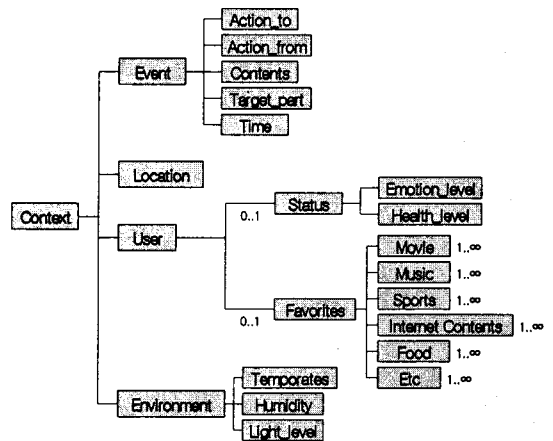 Action_to
Action_from
Event
Contents
Target_part
Time
Location
Emotion_level
0..1
Status
Health_level
Context
User
Movie 1..∞
Music 1..∞
Sports 1..∞
0..1
Favorites
Internet Contents 1..∞
Food 1..∞
Etc 1..∞
Temporates
Environment
Humidity
Light_level